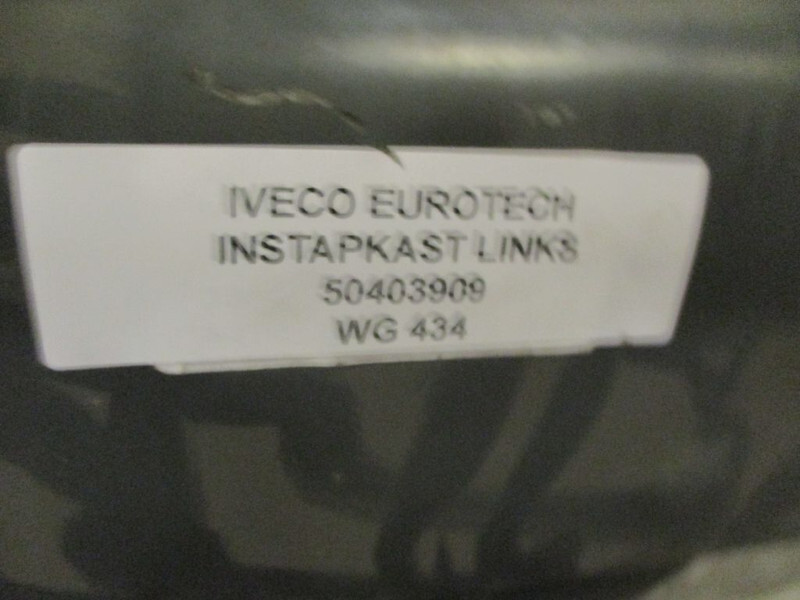 IVECO EUROTECH
INSTAPKAST LINKS
50403909
WG 434